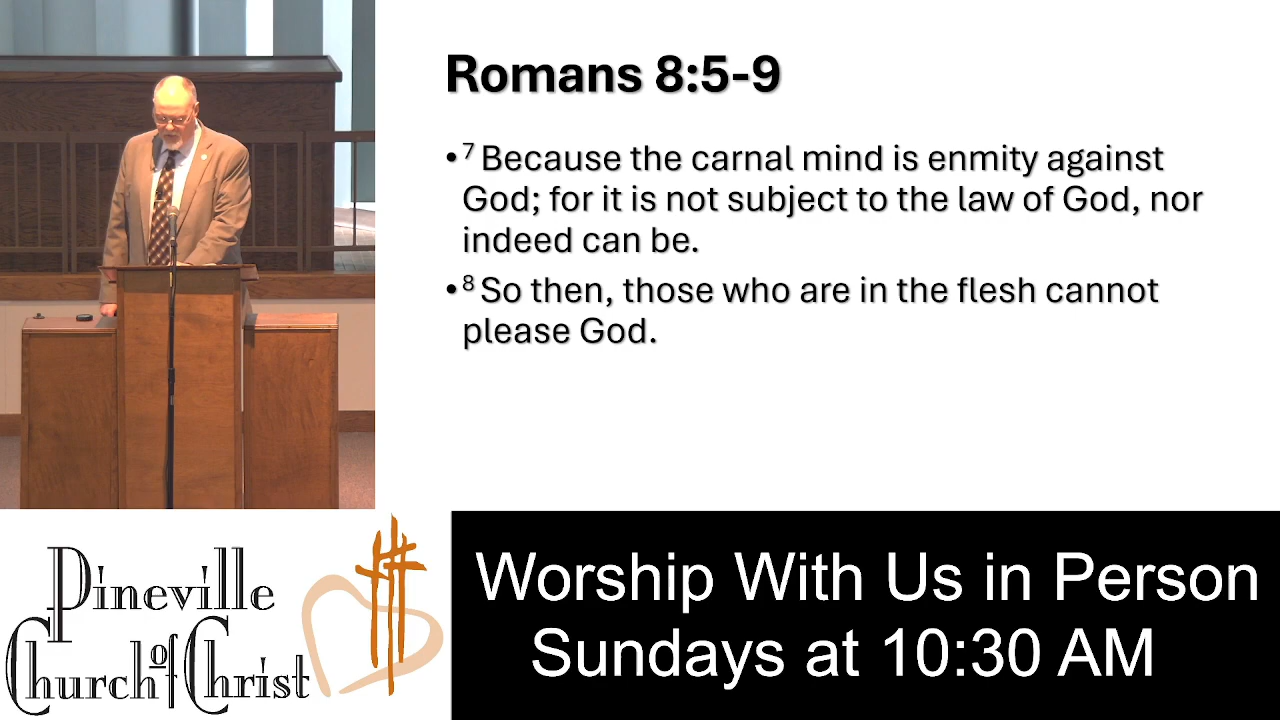 Romans 8:5-9
•7 Because the carnal mind is enmity against
God; for it is not subject to the law of God, nor
indeed can be.
•8 So then, those who are in the flesh cannot
please God.
Pineville
Church of Christ
Worship With Us in Person
Sundays at 10:30 AM